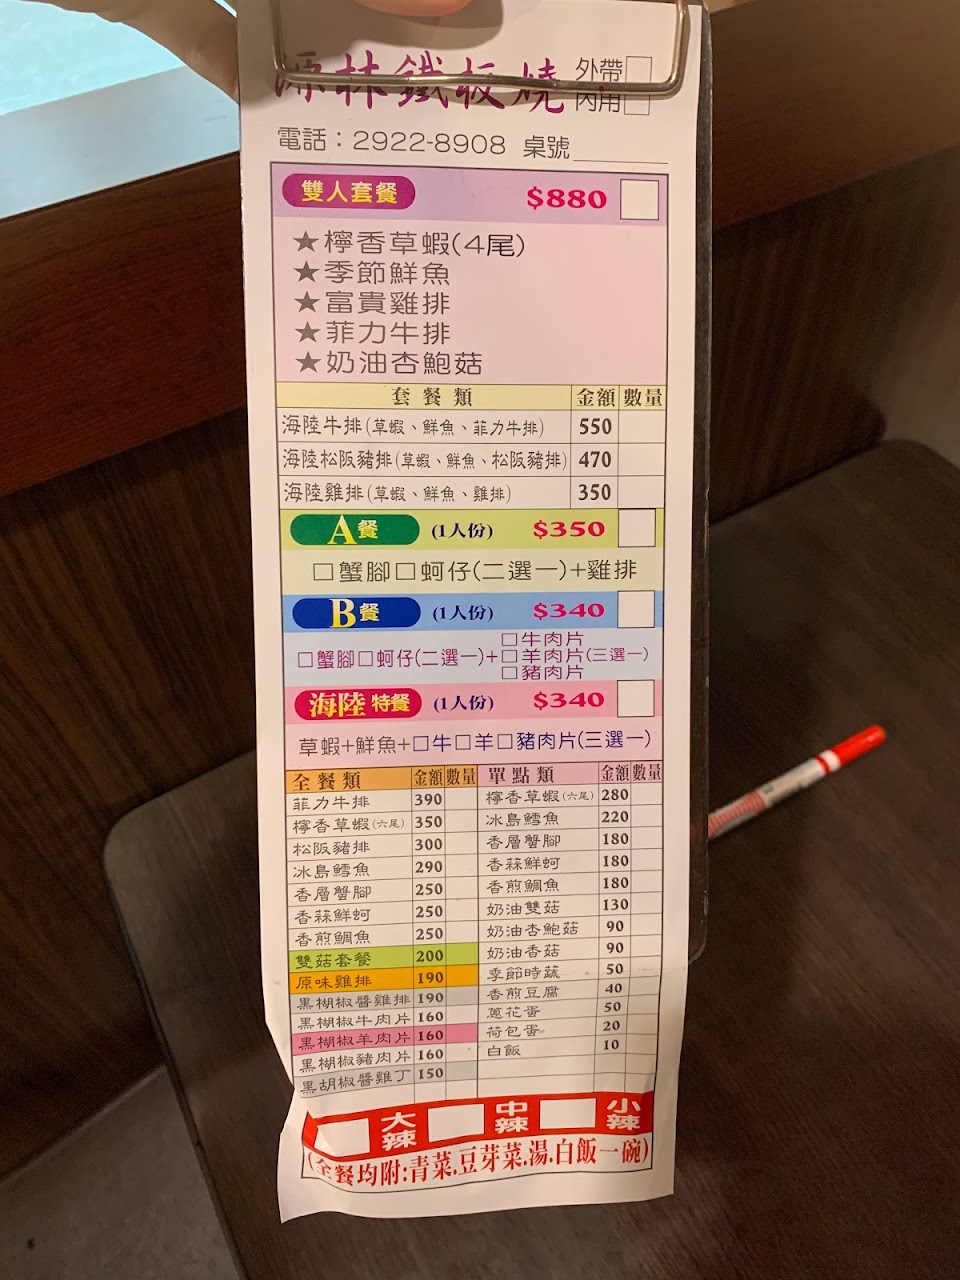 源林鐵板燒 外帶□
內用□
電話：2922-8908 桌號______
雙人套餐 $880
★檸香草蝦(4尾)
★季節鮮魚
★富貴雞排
★菲力牛排
★奶油杏鮑菇
套餐類 金額 數量
海陸牛排(草蝦、鮮魚、菲力牛排) 550
海陸松阪豬排(草蝦、鮮魚、松阪豬排) 470
海陸雞排(草蝦、鮮魚、雞排) 350
A餐 (1人份) $350
□蟹腳□蚵仔(二選一)+雞排
B餐 (1人份) $340
□牛肉片
□蟹腳□蚵仔(二選一)+□羊肉片(三選一)
□豬肉片
海陸特餐 (1人份) $340
草蝦+鮮魚+□牛□羊□豬肉片(三選一)
全餐類 金額 數量
菲力牛排 390
檸香草蝦(六尾) 350
松阪豬排 300
冰島鱈魚 290
香層蟹腳 250
香蒜鮮蚵 250
香煎鯛魚 250
雙菇套餐 200
原味雞排 190
黑楜椒醬雞排 190
黑楜椒牛肉片 160
黑楜椒羊肉片 160
黑楜椒豬肉片 160
黑胡椒醬雞丁 150
單點類 金額 數量
檸香草蝦(六尾) 280
冰島鱈魚 220
香層蟹腳 180
香蒜鮮蚵 180
香煎鯛魚 180
奶油雙菇 130
奶油杏鮑菇 90
奶油香菇 90
季節時蔬 50
香煎豆腐 40
蔥花蛋 50
荷包蛋 20
白飯 10
大辣 中辣 小辣
(全餐均附:青菜.豆芽菜.湯.白飯一碗)